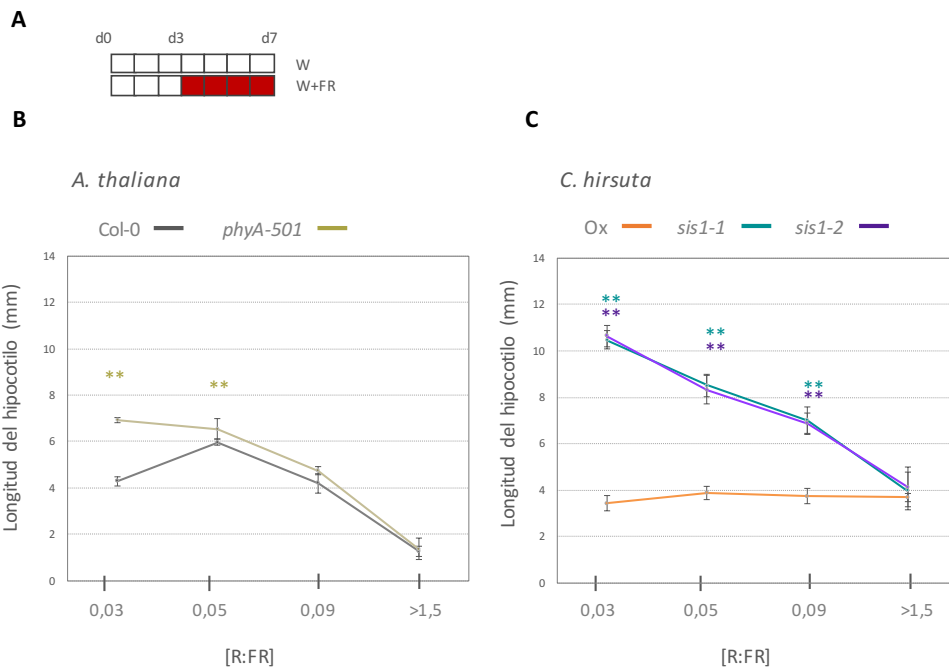 A
d0 d3 d7
W
W+FR
B
A. thaliana
Col-0 phyA-501
Longitud del hipocotilo (mm)
14
12
10
8
6
4
2
0
** **
0,03 0,05 0,09 >1,5
[R:FR]
C
C. hirsuta
Ox sis1-1 sis1-2
Longitud del hipocotilo (mm)
14
12
10
8
6
4
2
0
** ** **
** ** **
0,03 0,05 0,09 >1,5
[R:FR]